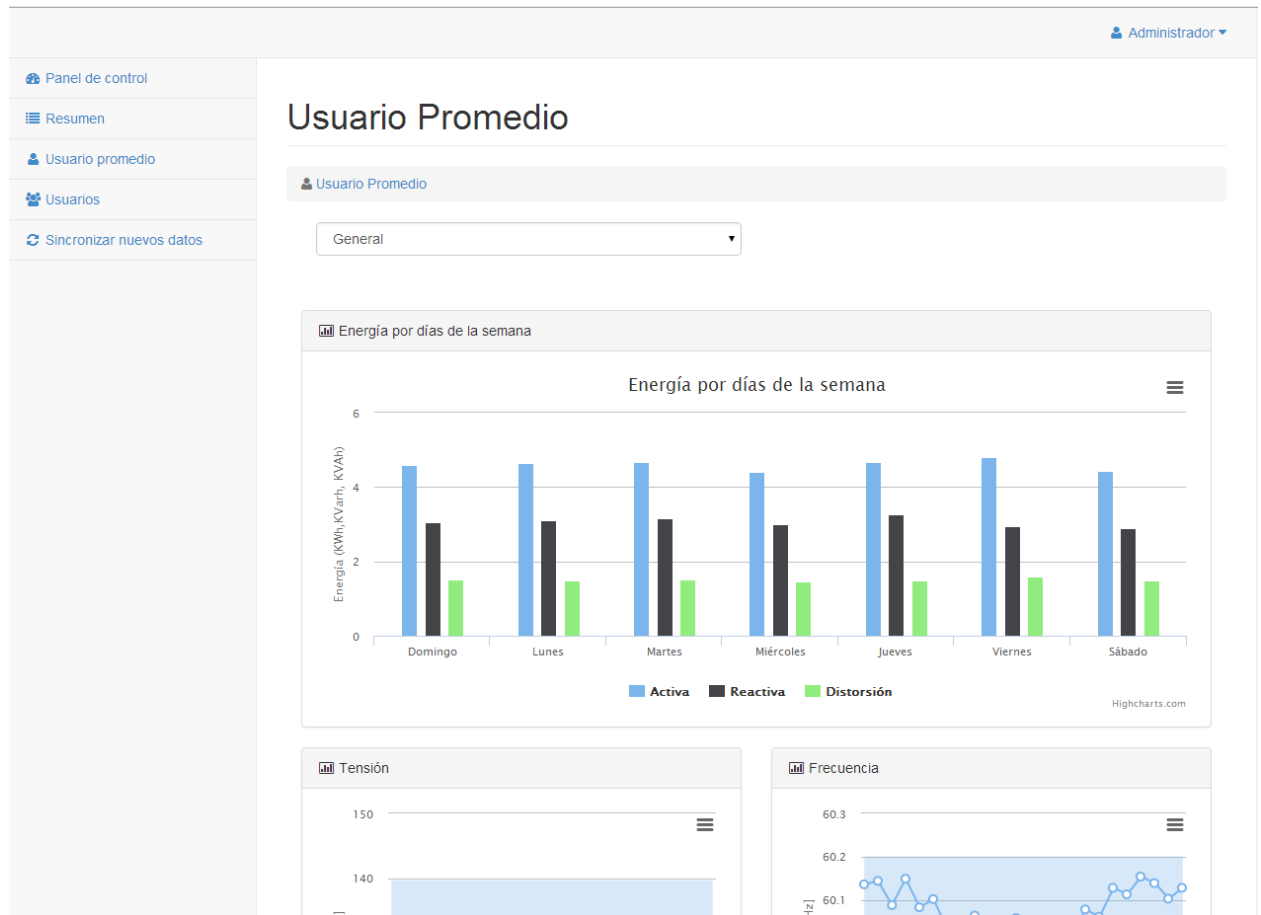 Administrador
Panel de control
Resumen
Usuario promedio
Usuarios
Sincronizar nuevos datos
Usuario Promedio
Usuario Promedio
General
Energía por días de la semana
Energía por días de la semana
Energía (KWh,KVarh, KVAh)
6
4
2
0
Domingo Lunes Martes Miércoles Jueves Viernes Sábado
Activa Reactiva Distorsión
Highcharts.com
Tensión
150
140
Frecuencia
60.3
60.2
60.1